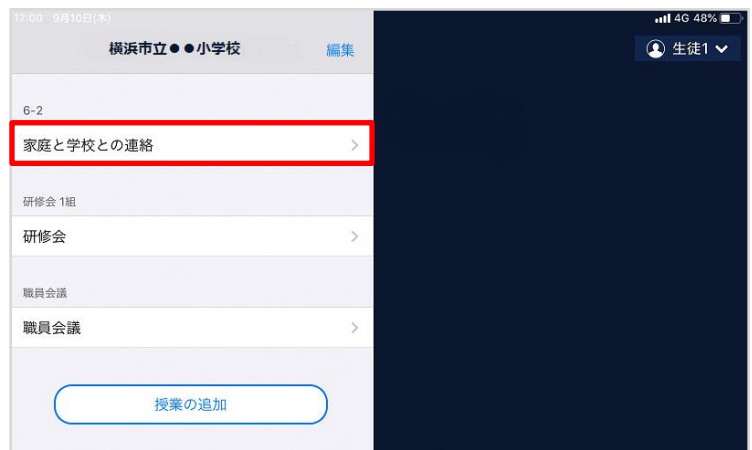 17:00 9月10日(木)
4G 48%
横浜市立●●小学校
編集
生徒1
6-2
家庭と学校との連絡
研修会 1組
研修会
職員会議
職員会議
授業の追加